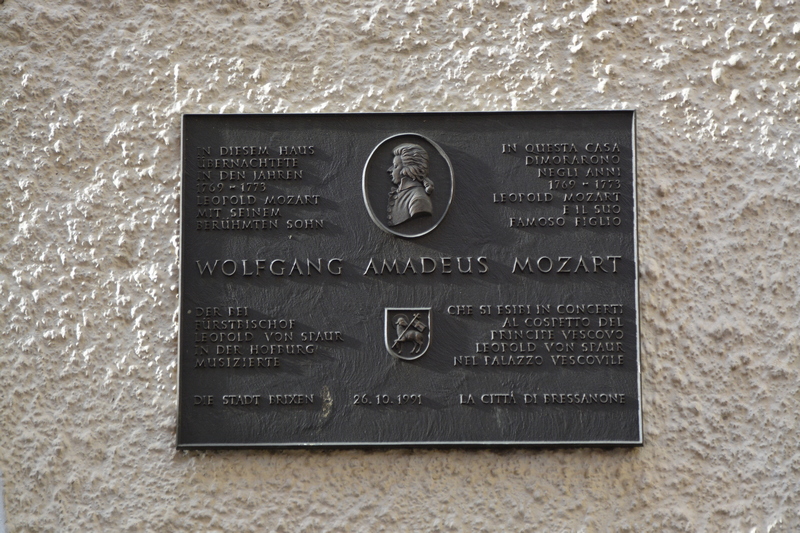 IN DIESEM HAUS
ÜBERNACHTETE
IN DEN JAHREN
1769 - 1773
LEOPOLD MOZART
MIT SEINEM
BERÜHMTEN SOHN
IN QUESTA CASA
DIMORARONO
NEGLI ANNI
1769 - 1773
LEOPOLD MOZART
E IL SUO
FAMOSO FIGLIO
WOLFGANG AMADEUS MOZART
DER BEI
FÜRSTBISCHOF
LEOPOLD VON SPAUR
IN DER HOFBURG
MUSIZIERTE
CHE SI ESIBÌ IN CONCERTI
AL COSPETTO DEL
PRINCIPE VESCOVO
LEOPOLD VON SPAUR
NEL PALAZZO VESCOVILE
DIE STADT BRIXEN 26.10.1991 LA CITTÁ DI BRESSANONE